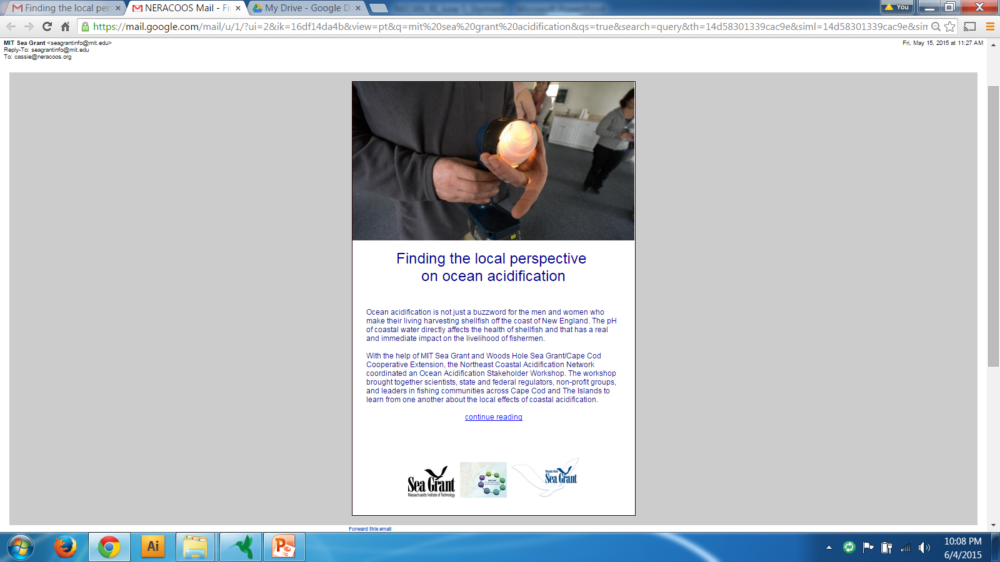 Finding the local per
NERACOOS Mail - Fi
My Drive - Google D
You
https://mail.google.com/mail/u/1/?ui=2&ik=16df14da4b&view=pt&q=mit%20sea%20grant%20acidification&qs=true&search=query&th=14d58301339cac9e&siml=14d58301339cac9e&sim
MIT Sea Grant <seagrantinfo@mit.edu>
Fri, May 15, 2015 at 11:27 AM
Reply-To: seagrantinfo@mit.edu
To: cassie@neracoos.org
Finding the local perspective
on ocean acidification
Ocean acidification is not just a buzzword for the men and women who
make their living harvesting shellfish off the coast of New England. The pH
of coastal water directly affects the health of shellfish and that has a real
and immediate impact on the livelihood of fishermen.
With the help of MIT Sea Grant and Woods Hole Sea Grant/Cape Cod
Cooperative Extension, the Northeast Coastal Acidification Network
coordinated an Ocean Acidification Stakeholder Workshop. The workshop
brought together scientists, state and federal regulators, non-profit groups,
and leaders in fishing communities across Cape Cod and The Islands to
learn from one another about the local effects of coastal acidification.
continue reading
Sea Grant
Massachusetts Institute of Technology
NECAN
Woods Hole
Sea Grant
Forward this email
Ai
P
10:08 PM
6/4/2015